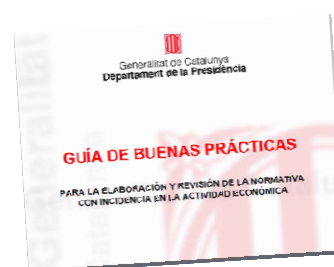 Generalitat de Catalunya
Departament de la Presidència
GUÍA DE BUENAS PRÁCTICAS
PARA LA ELABORACIÓN Y REVISIÓN DE LA NORMATIVA
CON INCIDENCIA EN LA ACTIVIDAD ECONÓMICA